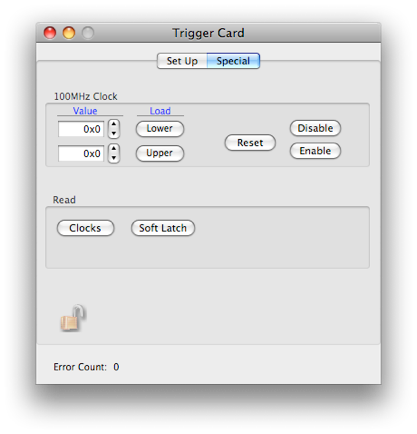 Trigger Card
Set Up Special
100MHz Clock
Value Load
0x0 Lower
0x0 Upper
Reset
Disable
Enable
Read
Clocks Soft Latch
Error Count: 0